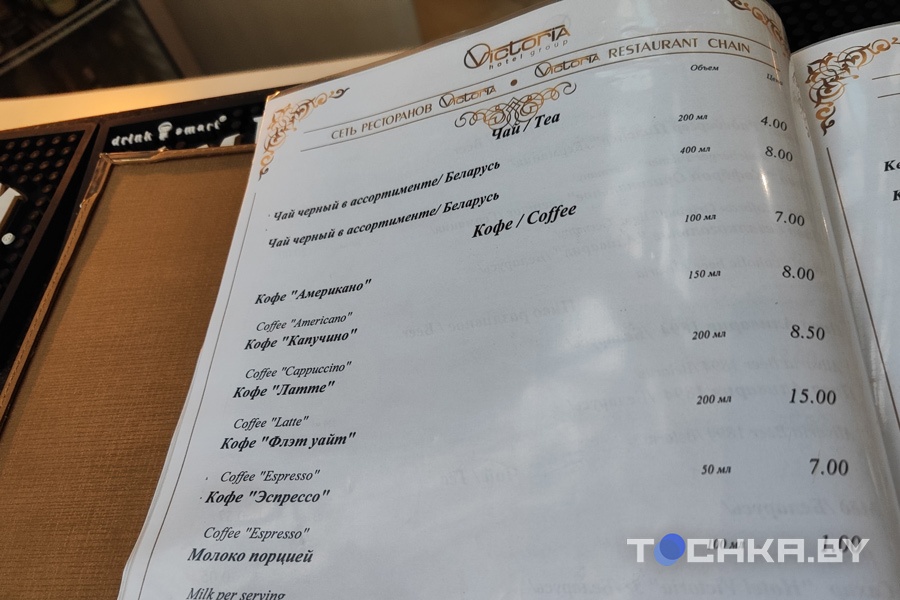 drink smart
VICTORIA
hotel group
СЕТЬ РЕСТОРАНОВ VICTORIA • VICTORIA RESTAURANT CHAIN
Объем
Чай / Tea
Чай черный в ассортименте/ Беларусь 200 мл 4.00
Чай черный в ассортименте/ Беларусь 400 мл 8.00
Кофе / Coffee
Кофе "Американо" 100 мл 7.00
Coffee "Americano"
Кофе "Капучино" 150 мл 8.00
Coffee "Cappuccino"
Кофе "Латте" 200 мл 8.50
Coffee "Latte"
Кофе "Флэт уайт" 200 мл 15.00
Coffee "Espresso"
Кофе "Эспрессо" 50 мл 7.00
Coffee "Espresso"
Молоко порцией
Milk per serving
TOCHKA.BY